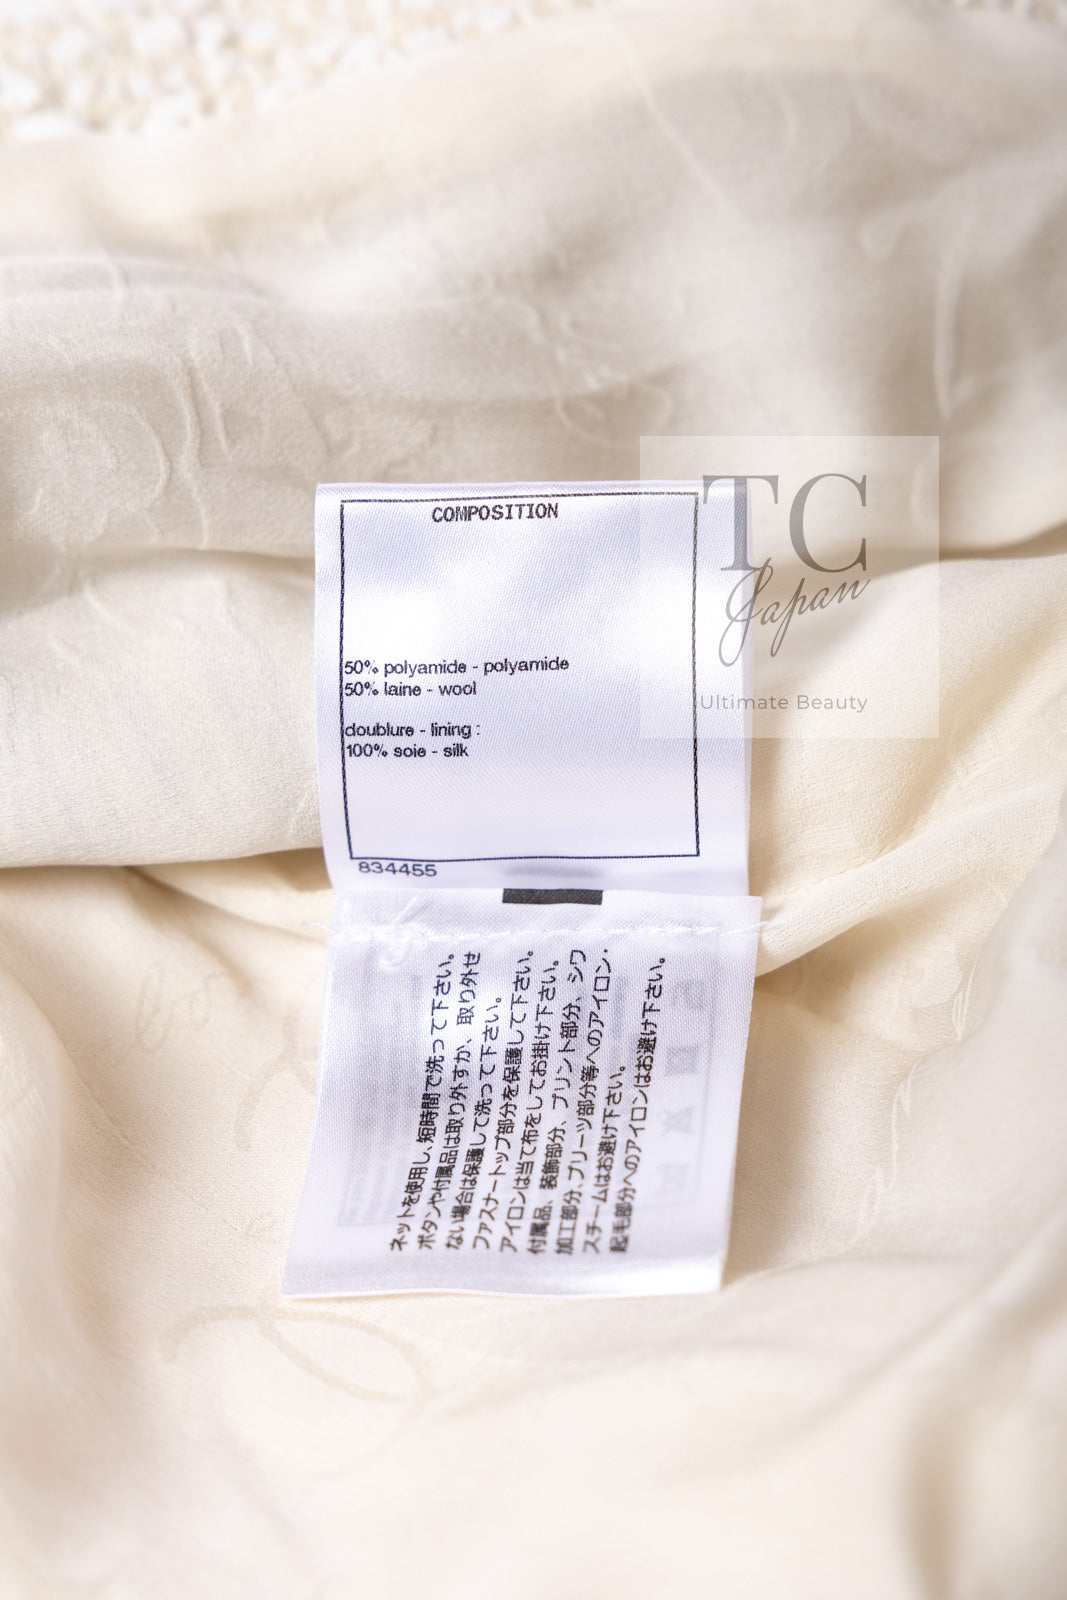 COMPOSITION
50% polyamide - polyamide
50% laine - wool
doublure - lining :
100% soie - silk
834455
TC
Japan
Ultimate Beauty
ネットを使用し、短時間で洗って下さい。
ボタンや付属品は取り外すか、取り外せ
ない場合は保護して洗って下さい。
ファスナートップ部分を保護して下さい。
アイロンは当て布をしてお掛け下さい。
付属品、装飾部分、プリント部分、シワ
加工部分、プリーツ部分等へのアイロン・
スチームはお避け下さい。
起毛部分へのアイロンはお避け下さい。